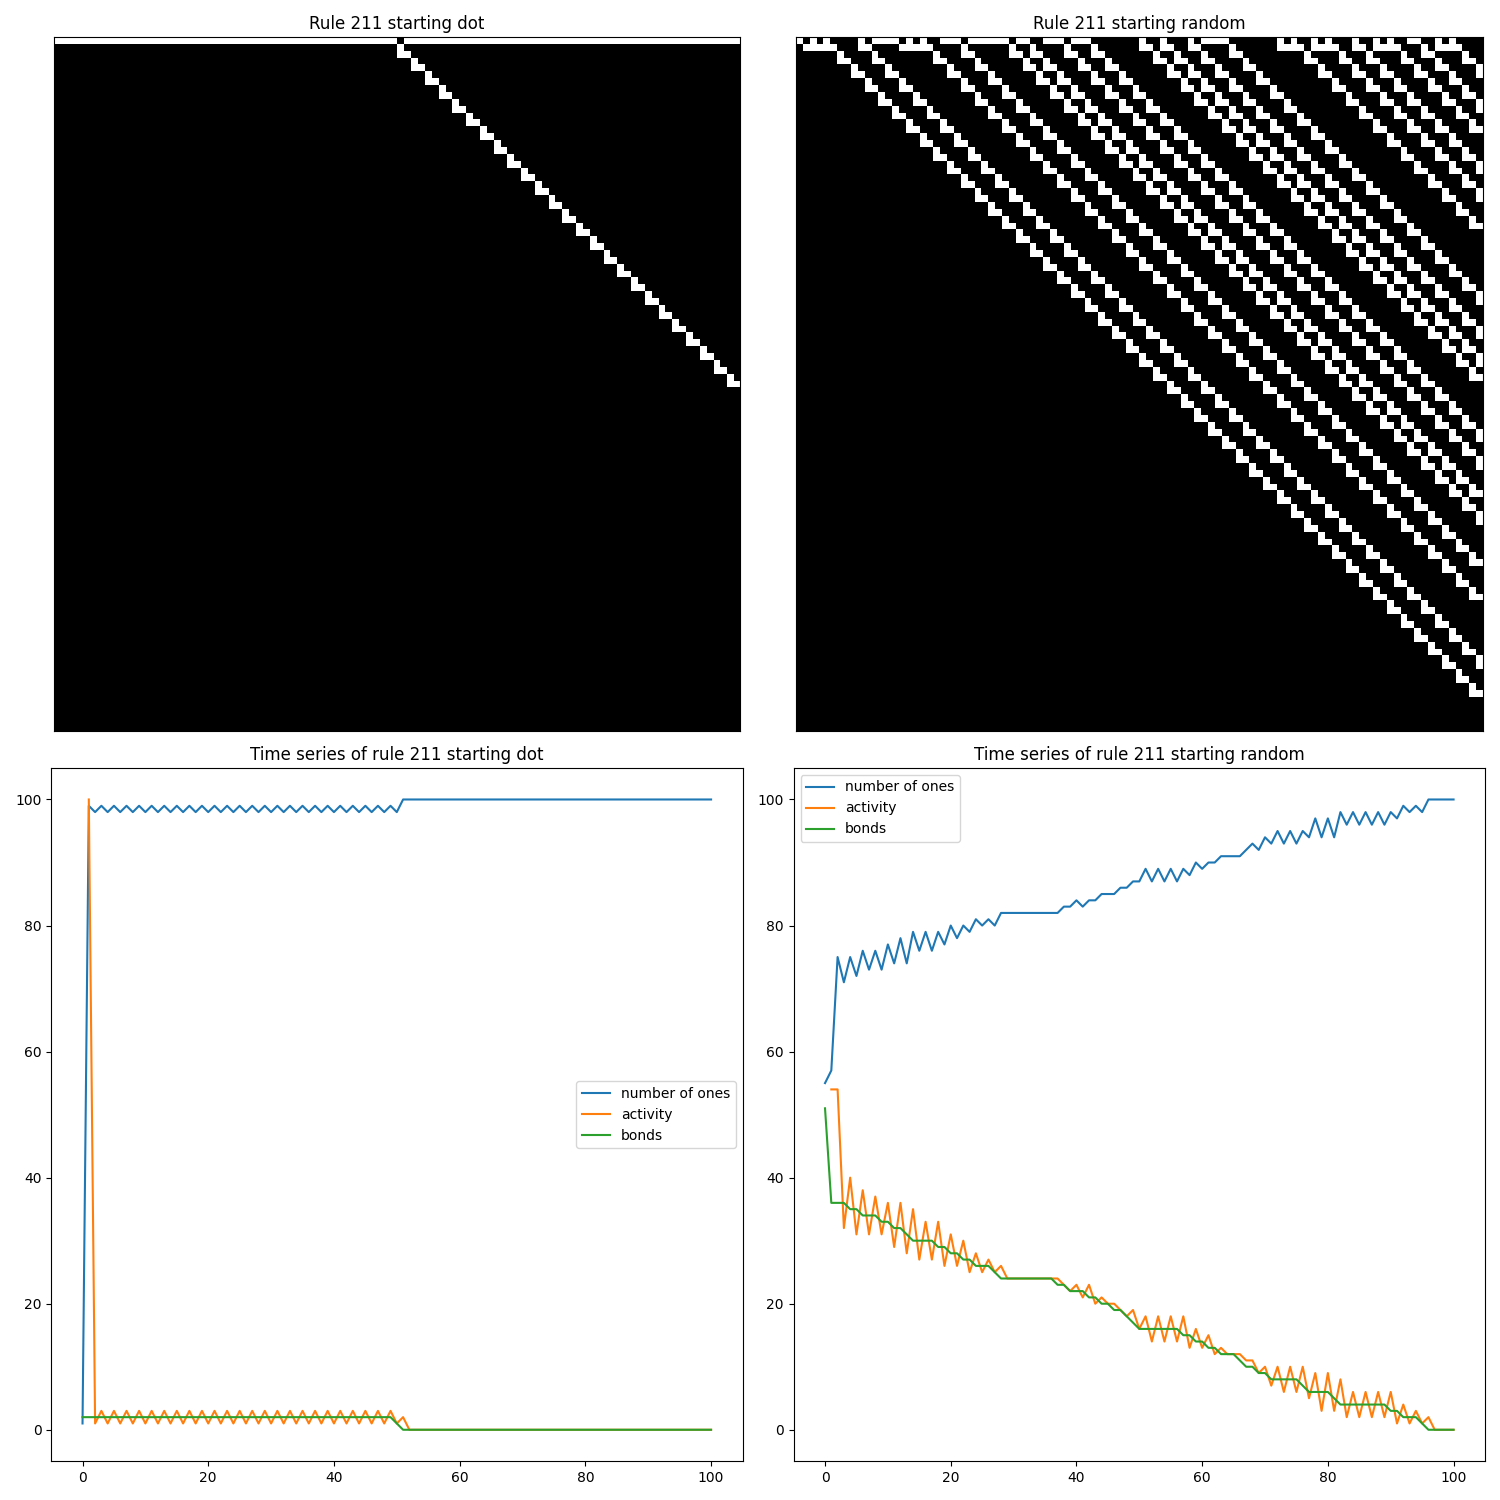 Rule 211 starting dot
Rule 211 starting random
Time series of rule 211 starting dot
100
80
60
40
20
0
number of ones
activity
bonds
0 20 40 60 80 100
Time series of rule 211 starting random
number of ones
activity
bonds
100
80
60
40
20
0
0 20 40 60 80 100